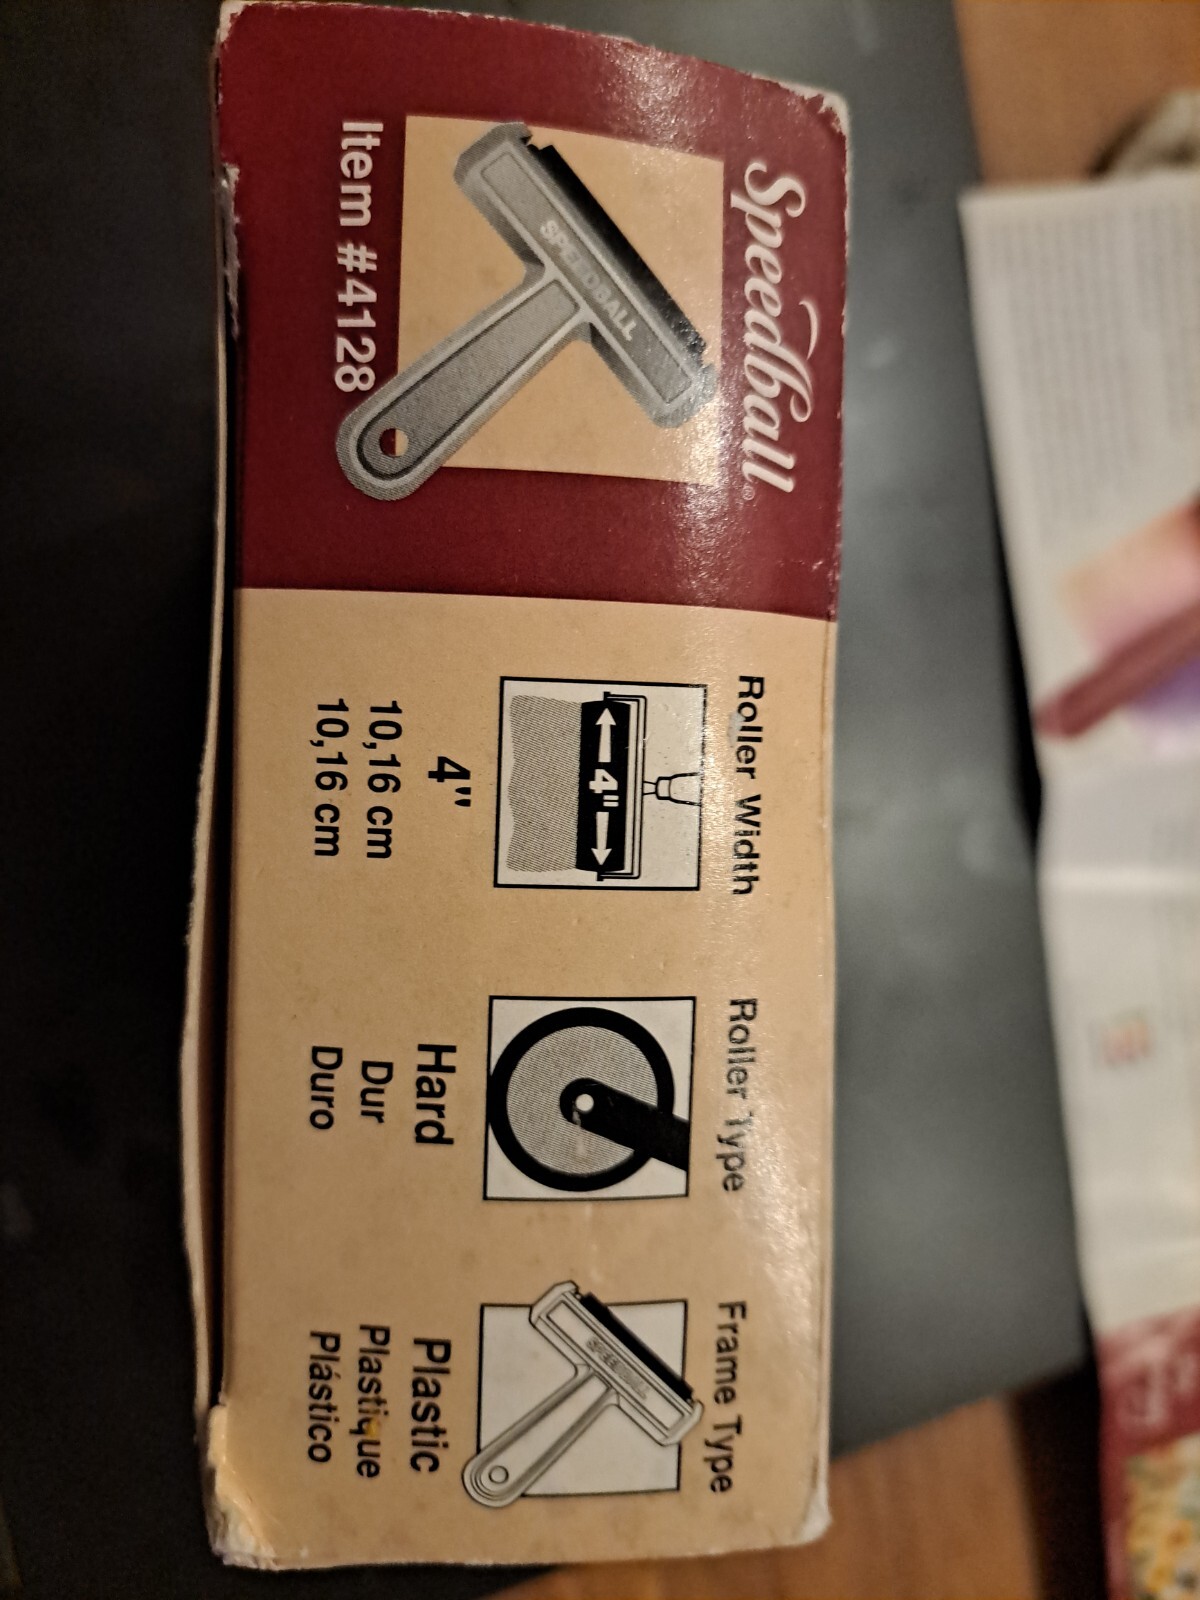 Speedball®
SPEEDBALL
Item #4128
Roller Width
4"
4"
10,16 cm
10,16 cm
Roller Type
Hard
Dur
Duro
Frame Type
SPEEDBALL
Plastic
Plastique
Plástico